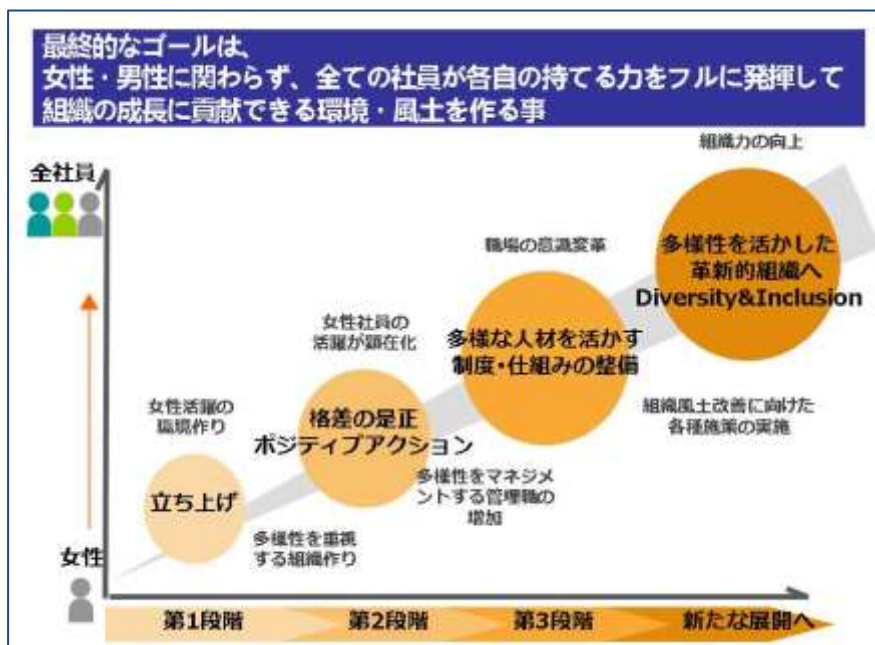 最終的なゴールは、
女性・男性に関わらず、全ての社員が各自の持てる力をフルに発揮して
組織の成長に貢献できる環境・風土を作る事
組織力の向上
全社員
職場の意識変革
多様性を活かした
革新的組織へ
Diversity&Inclusion
女性社員の
活躍が顕在化
多様な人材を活かす
制度・仕組みの整備
女性活躍の
環境作り
格差の是正
ポジティブアクション
組織風土改善に向けた
各種施策の実施
立ち上げ
多様性をマネジメ
ントする管理職の
増加
多様性を重視
する組織作り
女性
第1段階
第2段階
第3段階
新たな展開へ